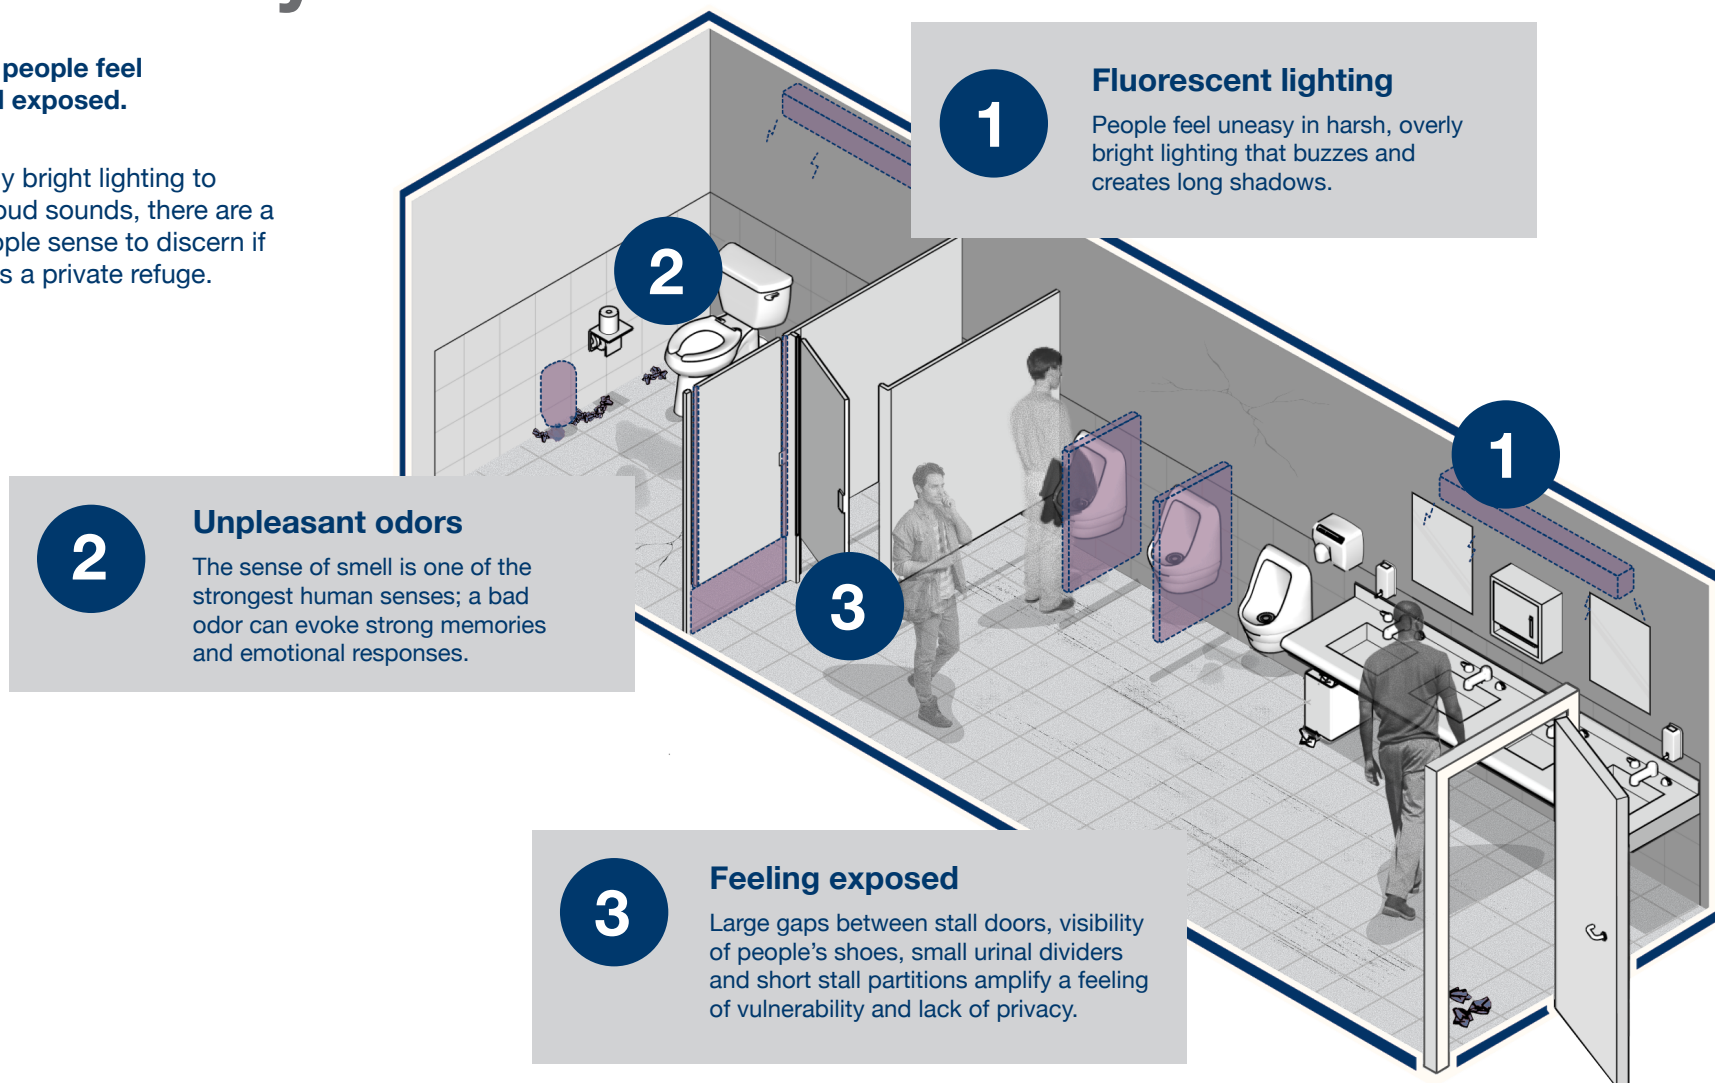 people feel
exposed.
y bright lighting to
oud sounds, there are a
ople sense to discern if
s a private refuge.
1
Fluorescent lighting
People feel uneasy in harsh, overly
bright lighting that buzzes and
creates long shadows.
2
1
2
Unpleasant odors
The sense of smell is one of the
strongest human senses; a bad
odor can evoke strong memories
and emotional responses.
3
3
Feeling exposed
Large gaps between stall doors, visibility
of people’s shoes, small urinal dividers
and short stall partitions amplify a feeling
of vulnerability and lack of privacy.